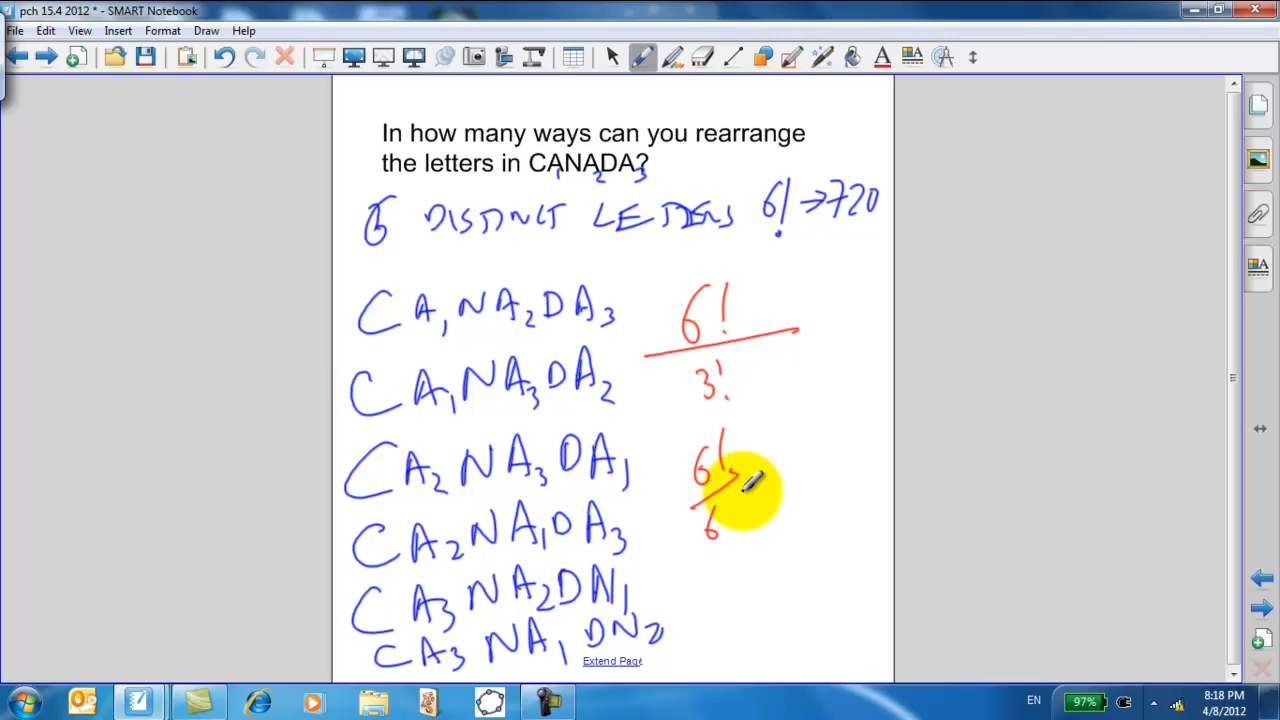 pch 15.4 2012 * - SMART Notebook
File Edit View Insert Format Draw Help
In how many ways can you rearrange
the letters in CANADA?
1 2 3
6 DISTINCT LETTERS 6! → 720
CA1NA2DA3
6!
3!
CA1NA3DA2
CA2NA3DA1
6!
6
CA2NA1DA3
CA3NA2DN1
CA3NA1DN2
Extend Page
EN
97%
8:18 PM
4/8/2012